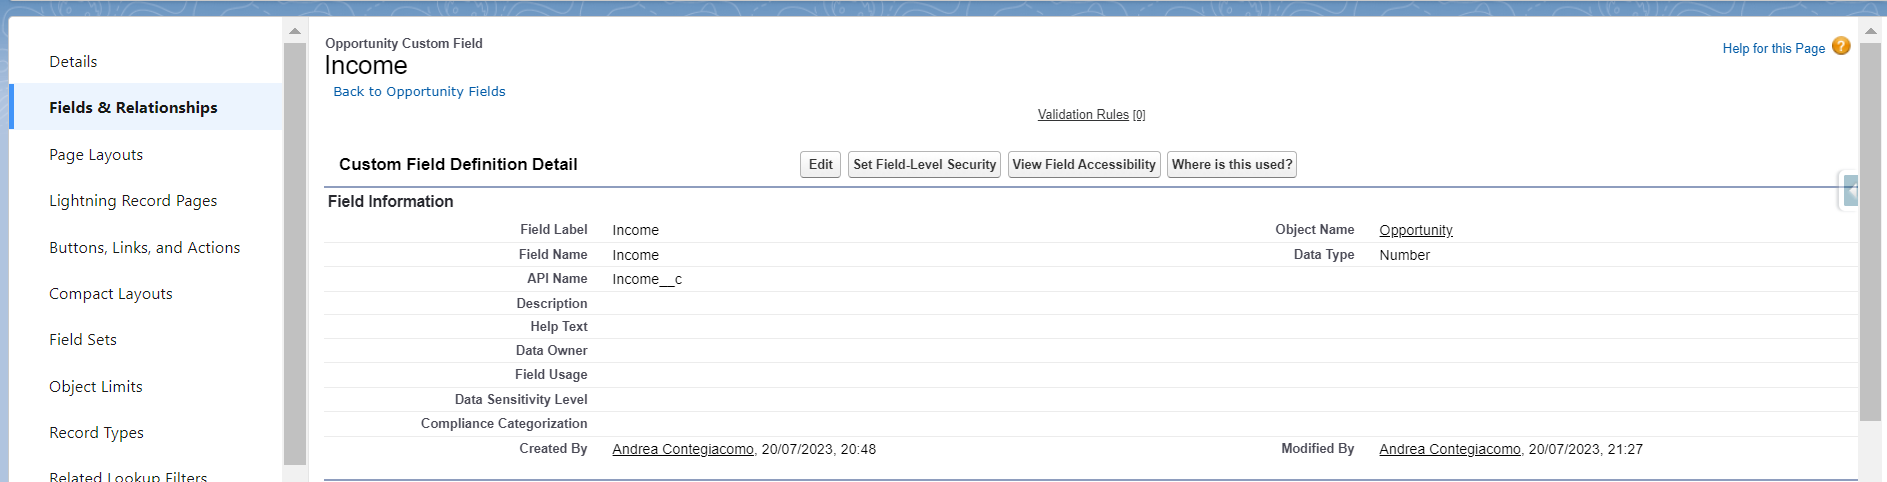 Details
Fields & Relationships
Page Layouts
Lightning Record Pages
Buttons, Links, and Actions
Compact Layouts
Field Sets
Object Limits
Record Types
Related Lookup Filters
Opportunity Custom Field
Income
Back to Opportunity Fields
Help for this Page ?
Validation Rules [0]
Custom Field Definition Detail Edit Set Field-Level Security View Field Accessibility Where is this used?
Field Information
Field Label Income Object Name Opportunity
Field Name Income Data Type Number
API Name Income__c
Description
Help Text
Data Owner
Field Usage
Data Sensitivity Level
Compliance Categorization
Created By Andrea Contegiacomo, 20/07/2023, 20:48 Modified By Andrea Contegiacomo, 20/07/2023, 21:27